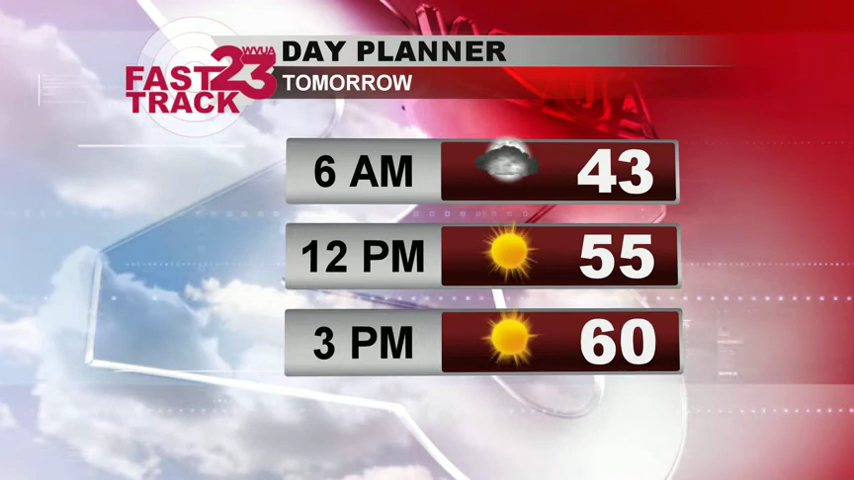 WVUA
23
FAST
TRACK
DAY PLANNER
TOMORROW
6 AM 43
12 PM 55
3 PM 60